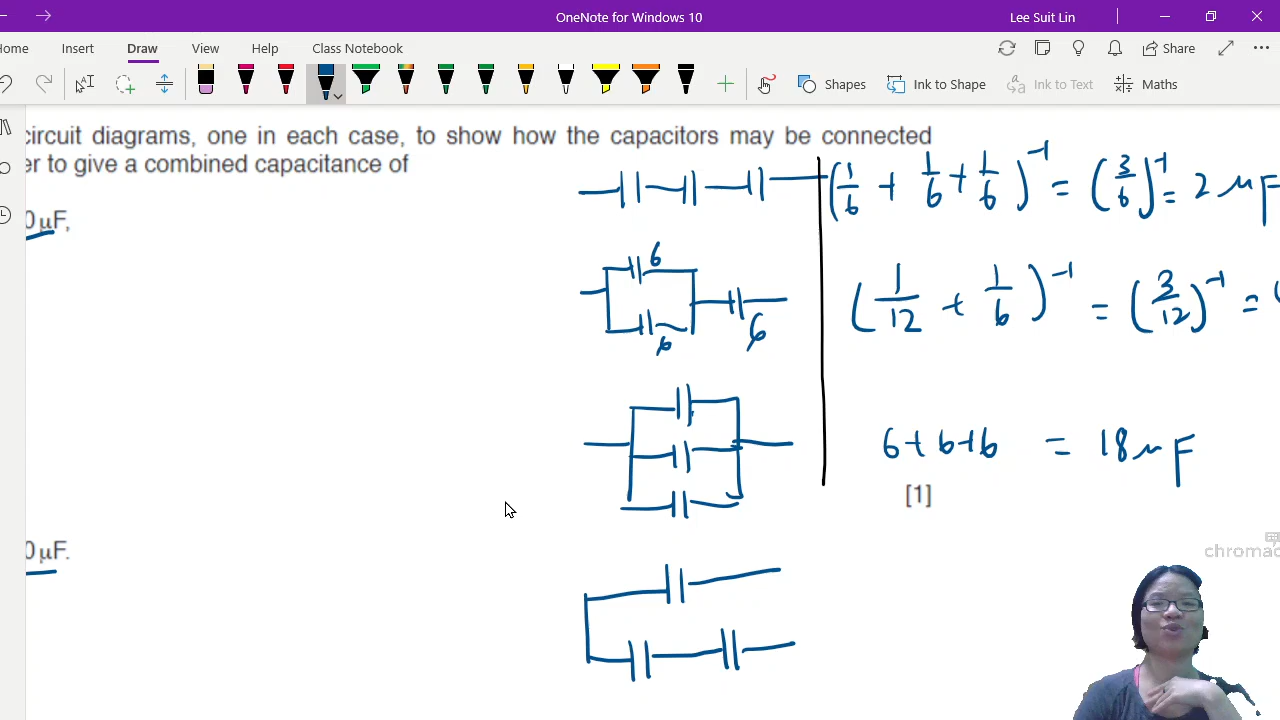 OneNote for Windows 10
Lee Suit Lin
Home Insert Draw View Help Class Notebook Share
Shapes Ink to Shape Ink to Text Maths
circuit diagrams, one in each case, to show how the capacitors may be connected
er to give a combined capacitance of
0 μF,
(1/6 + 1/6 + 1/6)⁻¹ = (3/6)⁻¹ = 2 μF
6
6
6
(1/12 + 1/6)⁻¹ = (3/12)⁻¹ =
6+6+6 = 18 μF
[1]
0 μF.
chromac